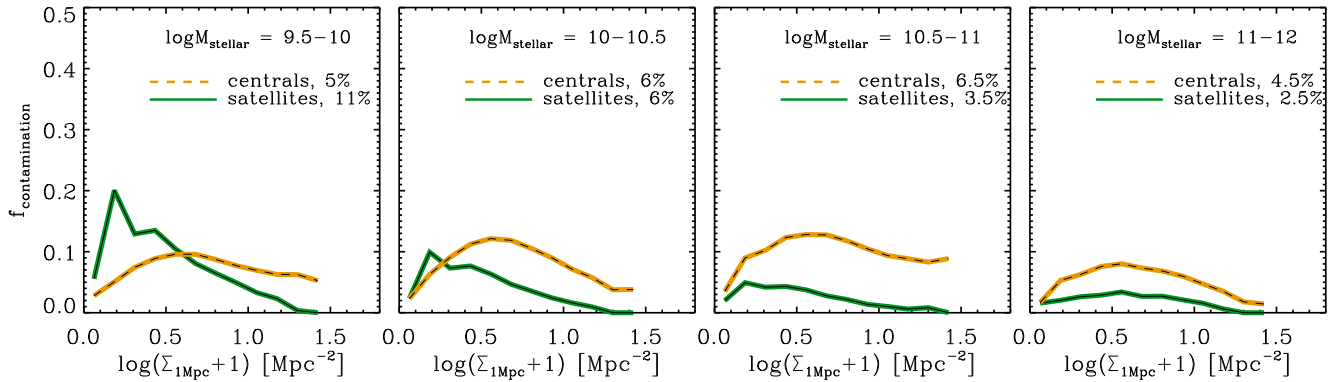 logM_stellar = 9.5−10
logM_stellar = 10−10.5
logM_stellar = 10.5−11
logM_stellar = 11−12
centrals, 5%
satellites, 11%
centrals, 6%
satellites, 6%
centrals, 6.5%
satellites, 3.5%
centrals, 4.5%
satellites, 2.5%
f_contamination
0.5
0.4
0.3
0.2
0.1
0.0
0.0 0.5 1.0 1.5
0.0 0.5 1.0 1.5
0.0 0.5 1.0 1.5
0.0 0.5 1.0 1.5
log(Σ_1Mpc+1) [Mpc⁻²]
log(Σ_1Mpc+1) [Mpc⁻²]
log(Σ_1Mpc+1) [Mpc⁻²]
log(Σ_1Mpc+1) [Mpc⁻²]